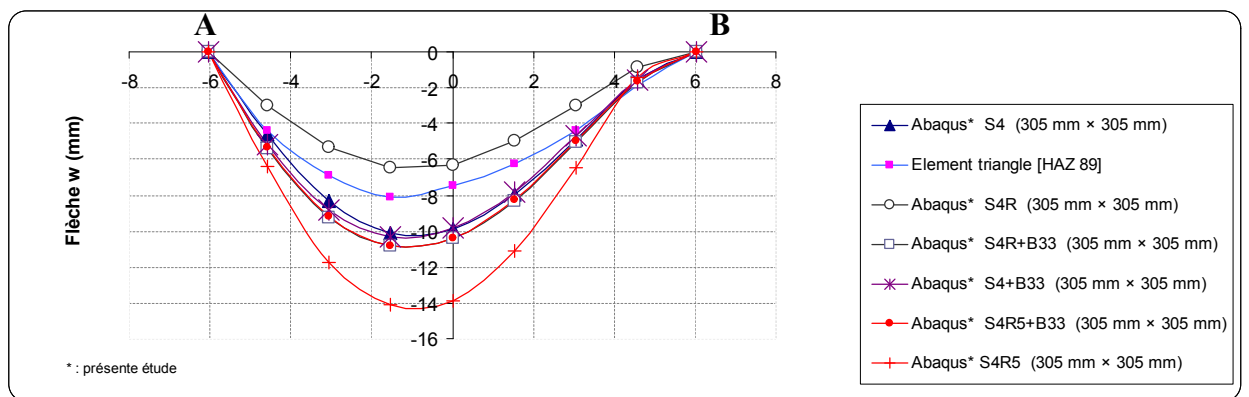 A
B
0
-8
-6
-4
-2
0
2
4
6
8
-2
-4
-6
-8
-10
-12
-14
-16
Flèche w (mm)
* : présente étude
Abaqus* S4 (305 mm × 305 mm)
Element triangle [HAZ 89]
Abaqus* S4R (305 mm × 305 mm)
Abaqus* S4R+B33 (305 mm × 305 mm)
Abaqus* S4+B33 (305 mm × 305 mm)
Abaqus* S4R5+B33 (305 mm × 305 mm)
Abaqus* S4R5 (305 mm × 305 mm)